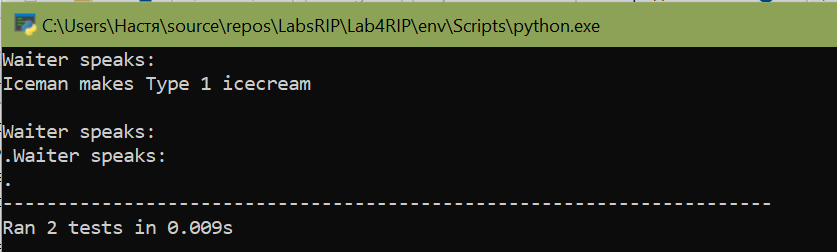 C:\Users\Настя\source\repos\LabsRIP\Lab4RIP\env\Scripts\python.exe
Waiter speaks:
Iceman makes Type 1 icecream
Waiter speaks:
.Waiter speaks:
.
----------------------------------------------------------------------
Ran 2 tests in 0.009s